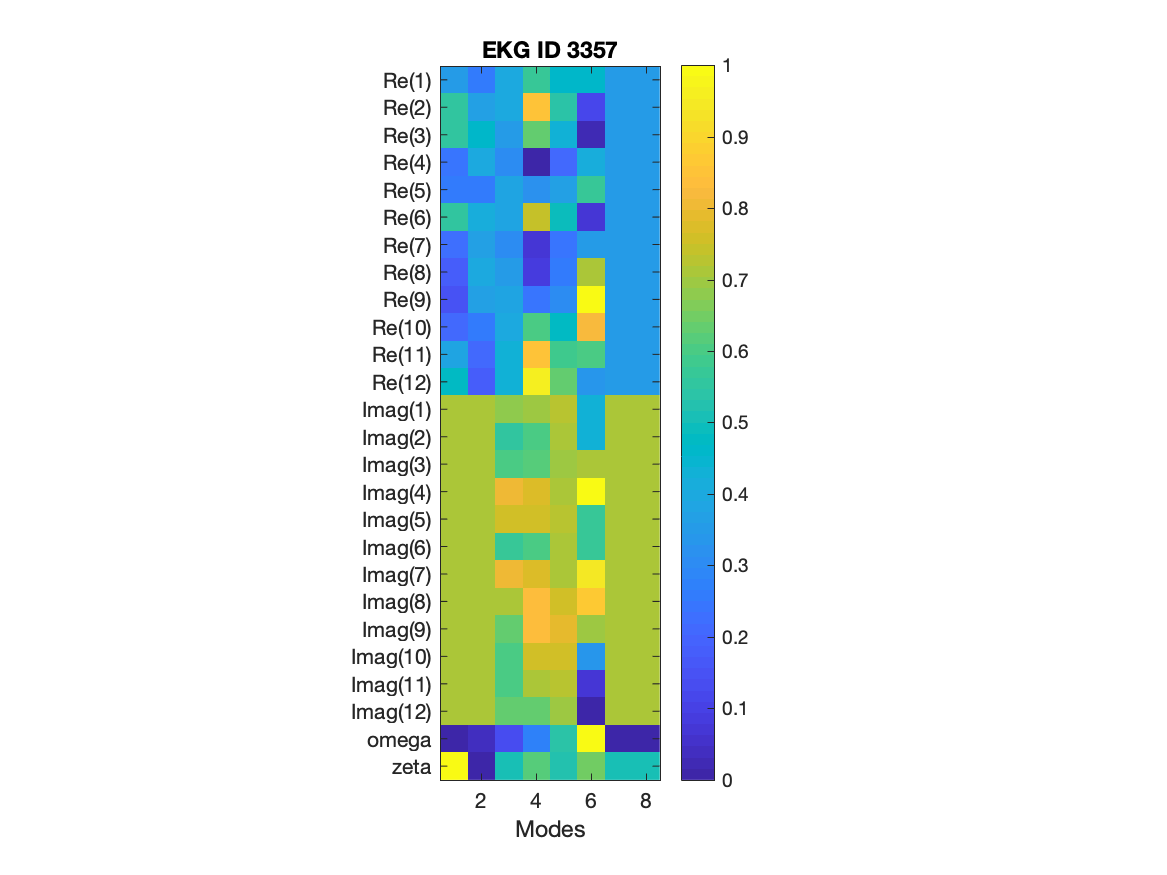 EKG ID 3357
Re(1)
Re(2)
Re(3)
Re(4)
Re(5)
Re(6)
Re(7)
Re(8)
Re(9)
Re(10)
Re(11)
Re(12)
Imag(1)
Imag(2)
Imag(3)
Imag(4)
Imag(5)
Imag(6)
Imag(7)
Imag(8)
Imag(9)
Imag(10)
Imag(11)
Imag(12)
omega
zeta
2 4 6 8
Modes
1
0.9
0.8
0.7
0.6
0.5
0.4
0.3
0.2
0.1
0